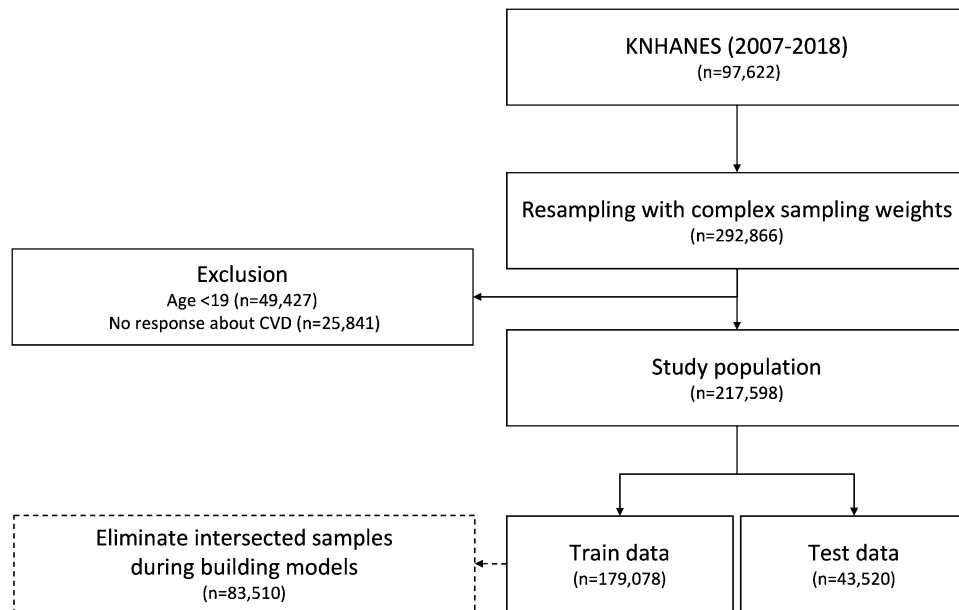 KNHANES (2007-2018)
(n=97,622)
Resampling with complex sampling weights
(n=292,866)
Exclusion
Age <19 (n=49,427)
No response about CVD (n=25,841)
Study population
(n=217,598)
Eliminate intersected samples
during building models
(n=83,510)
Train data
(n=179,078)
Test data
(n=43,520)